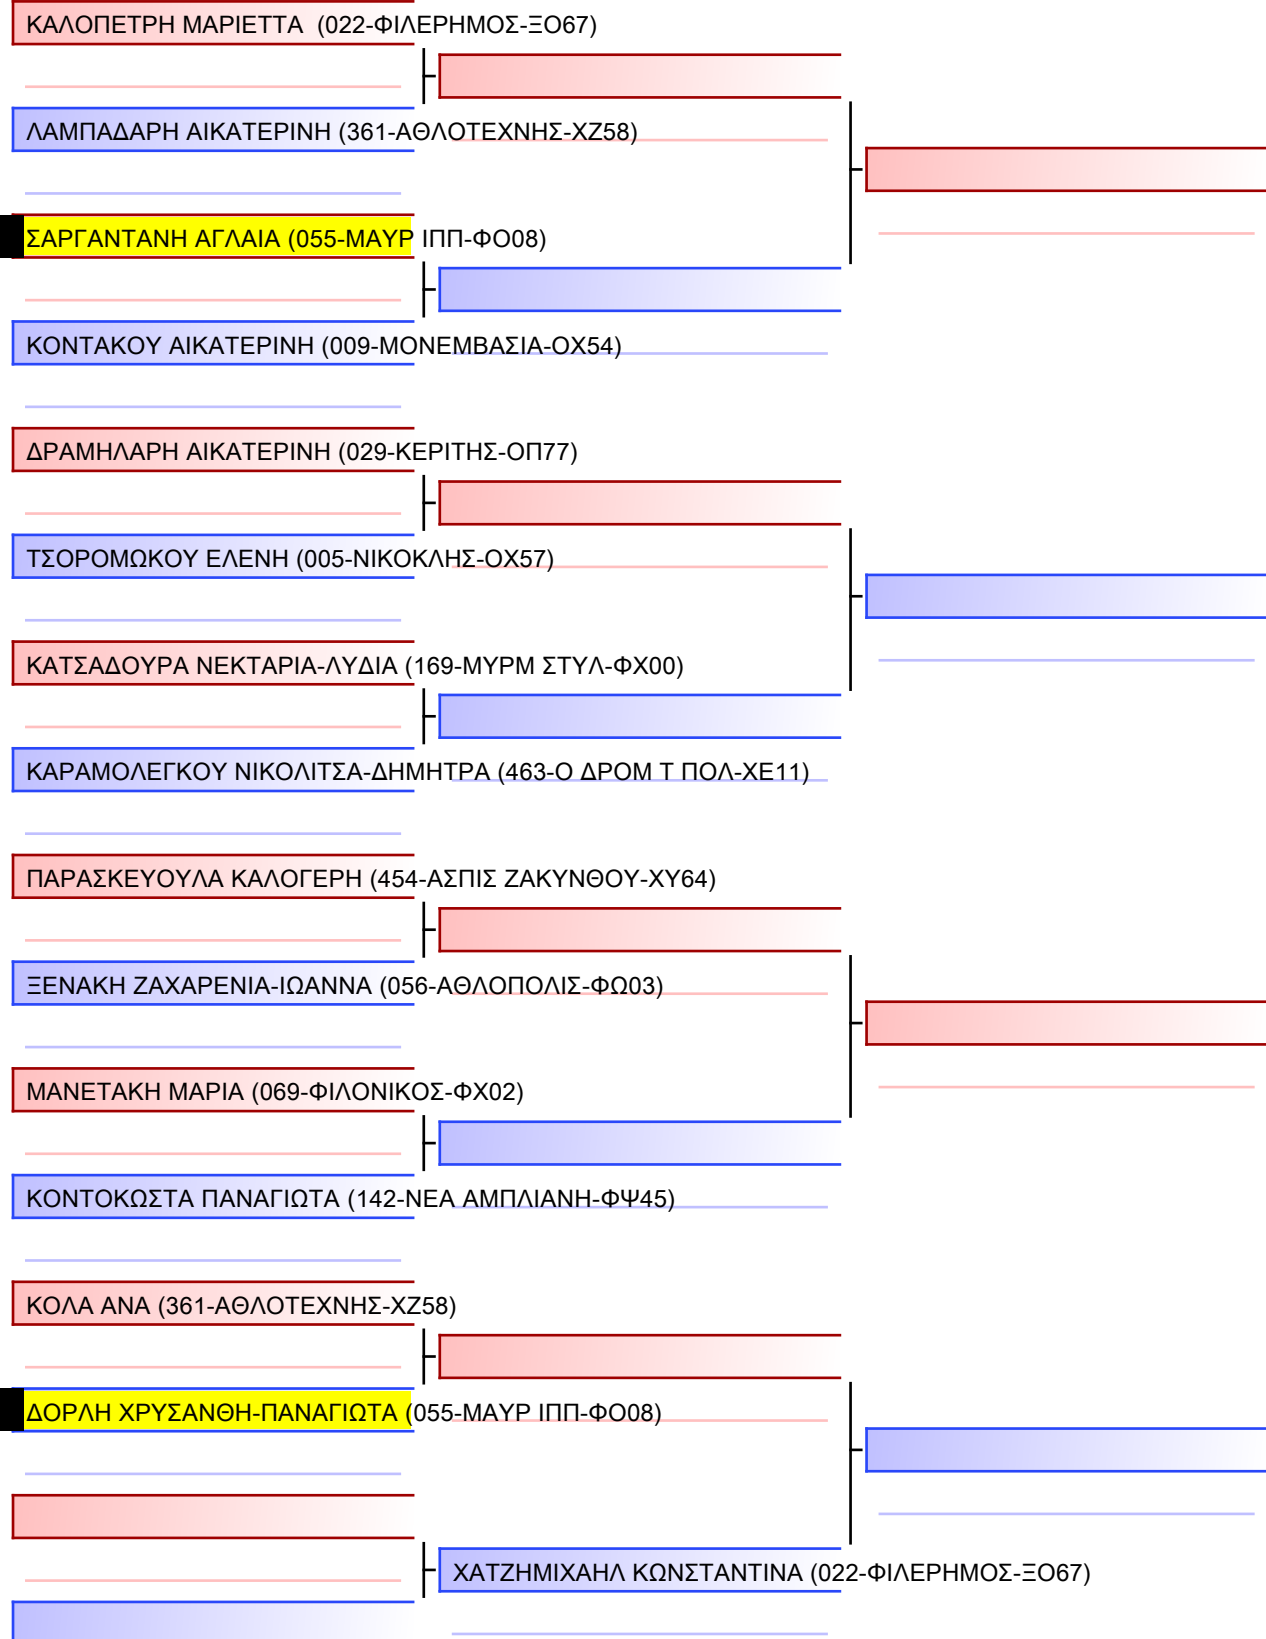 ΚΑΛΟΠΕΤΡΗ ΜΑΡΙΕΤΤΑ (022-ΦΙΛΕΡΗΜΟΣ-ΞΟ67)
ΛΑΜΠΑΔΑΡΗ ΑΙΚΑΤΕΡΙΝΗ (361-ΑΘΛΟΤΕΧΝΗΣ-ΧΖ58)
ΣΑΡΓΑΝΤΑΝΗ ΑΓΛΑΙΑ (055-ΜΑΥΡ ΙΠΠ-ΦΟ08)
ΚΟΝΤΑΚΟΥ ΑΙΚΑΤΕΡΙΝΗ (009-ΜΟΝΕΜΒΑΣΙΑ-ΟΧ54)
ΔΡΑΜΗΛΑΡΗ ΑΙΚΑΤΕΡΙΝΗ (029-ΚΕΡΙΤΗΣ-ΟΠ77)
ΤΣΟΡΟΜΩΚΟΥ ΕΛΕΝΗ (005-ΝΙΚΟΚΛΗΣ-ΟΧ57)
ΚΑΤΣΑΔΟΥΡΑ ΝΕΚΤΑΡΙΑ-ΛΥΔΙΑ (169-ΜΥΡΜ ΣΤΥΛ-ΦΧ00)
ΚΑΡΑΜΟΛΕΓΚΟΥ ΝΙΚΟΛΙΤΣΑ-ΔΗΜΗΤΡΑ (463-Ο ΔΡΟΜ Τ ΠΟΛ-ΧΕ11)
ΠΑΡΑΣΚΕΥΟΥΛΑ ΚΑΛΟΓΕΡΗ (454-ΑΣΠΙΣ ΖΑΚΥΝΘΟΥ-ΧΥ64)
ΞΕΝΑΚΗ ΖΑΧΑΡΕΝΙΑ-ΙΩΑΝΝΑ (056-ΑΘΛΟΠΟΛΙΣ-ΦΩ03)
ΜΑΝΕΤΑΚΗ ΜΑΡΙΑ (069-ΦΙΛΟΝΙΚΟΣ-ΦΧ02)
ΚΟΝΤΟΚΩΣΤΑ ΠΑΝΑΓΙΩΤΑ (142-ΝΕΑ ΑΜΠΛΙΑΝΗ-ΦΨ45)
ΚΟΛΑ ΑΝΑ (361-ΑΘΛΟΤΕΧΝΗΣ-ΧΖ58)
ΔΟΡΛΗ ΧΡΥΣΑΝΘΗ-ΠΑΝΑΓΙΩΤΑ (055-ΜΑΥΡ ΙΠΠ-ΦΟ08)
ΧΑΤΖΗΜΙΧΑΗΛ ΚΩΝΣΤΑΝΤΙΝΑ (022-ΦΙΛΕΡΗΜΟΣ-ΞΟ67)